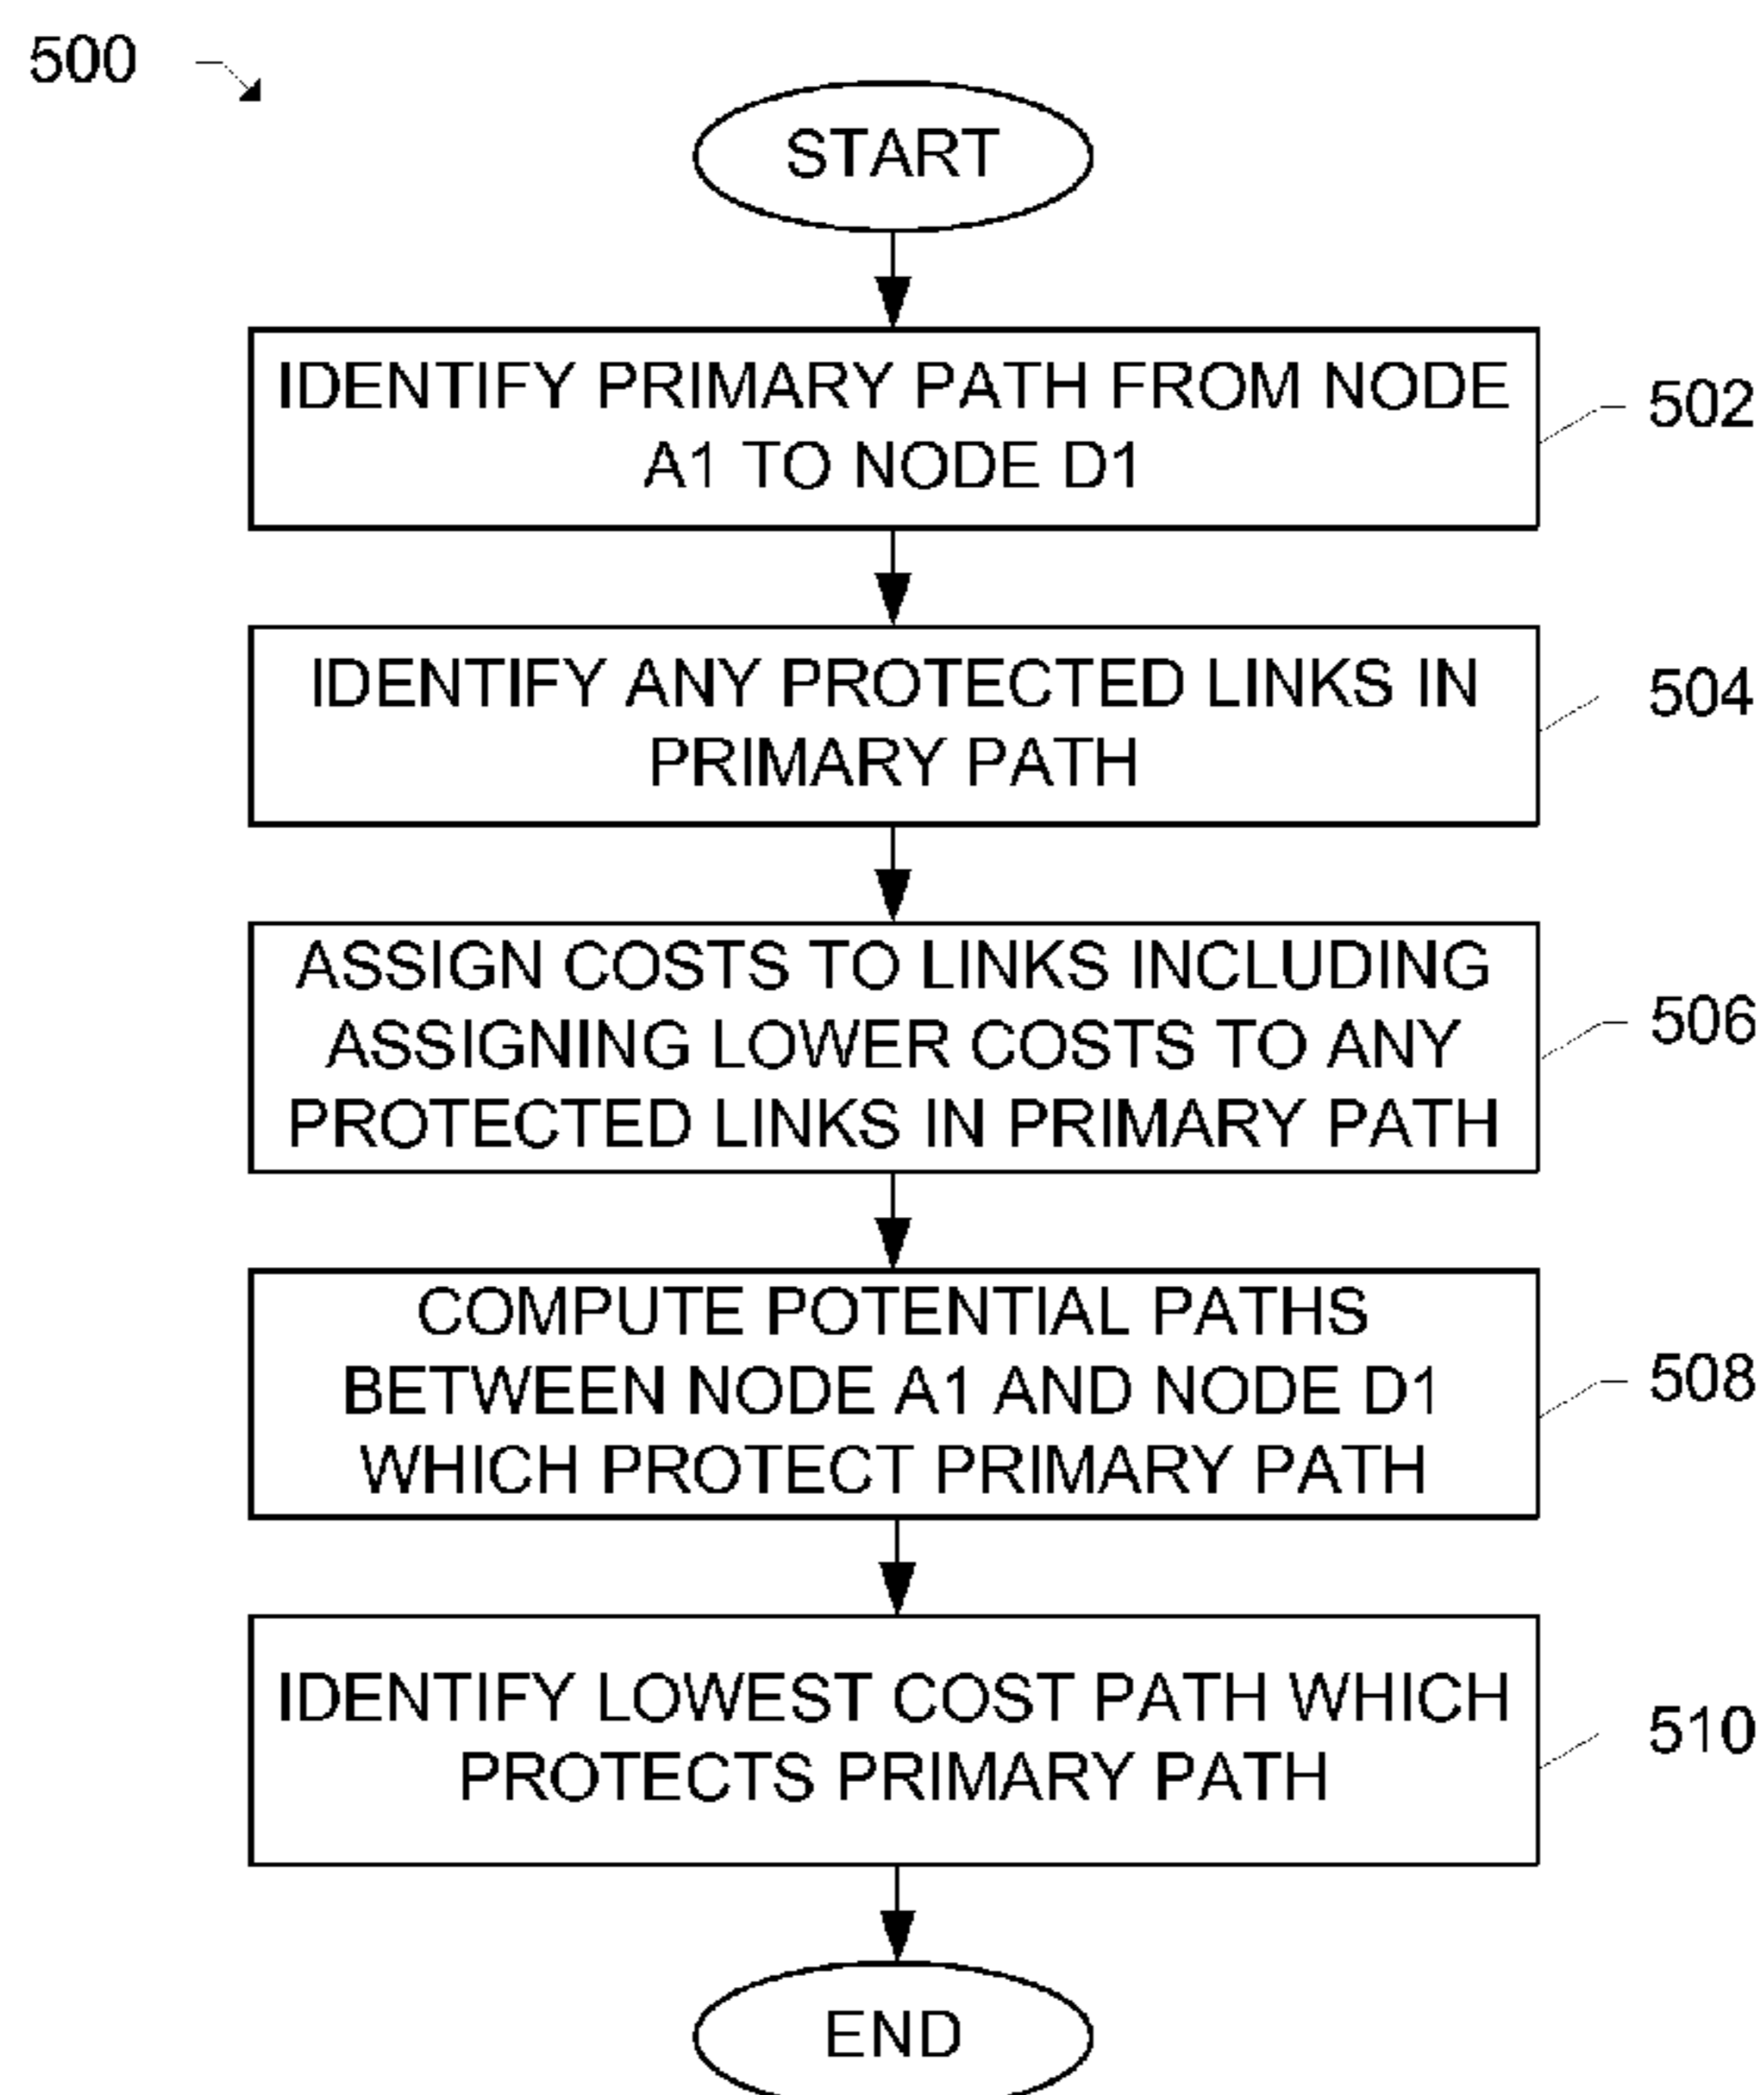 500
START
IDENTIFY PRIMARY PATH FROM NODE
A1 TO NODE D1
502
IDENTIFY ANY PROTECTED LINKS IN
PRIMARY PATH
504
ASSIGN COSTS TO LINKS INCLUDING
ASSIGNING LOWER COSTS TO ANY
PROTECTED LINKS IN PRIMARY PATH
506
COMPUTE POTENTIAL PATHS
BETWEEN NODE A1 AND NODE D1
WHICH PROTECT PRIMARY PATH
508
IDENTIFY LOWEST COST PATH WHICH
PROTECTS PRIMARY PATH
510
END